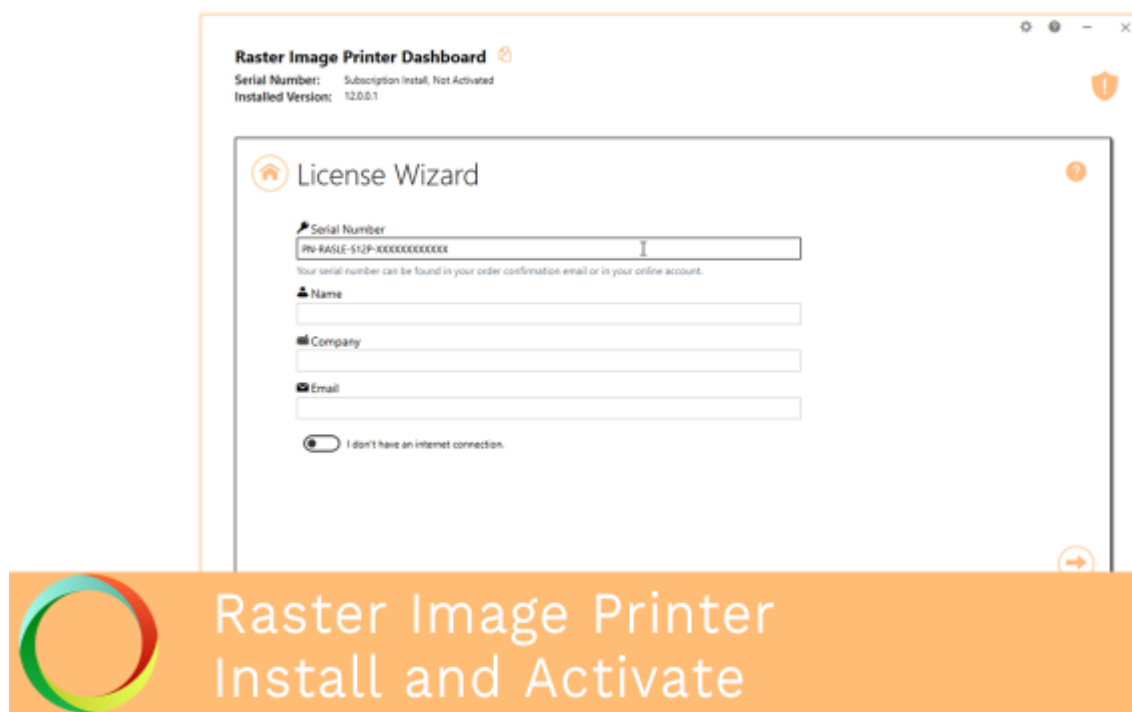 Raster Image Printer Dashboard
Serial Number: Subscription Install, Not Activated
Installed Version: 12.0.0.1
License Wizard
Serial Number
PN-RASLE-S12P-XXXXXXXXXXXX
Your serial number can be found in your order confirmation email or in your online account.
Name
Company
Email
I don't have an internet connection.
Raster Image Printer
Install and Activate